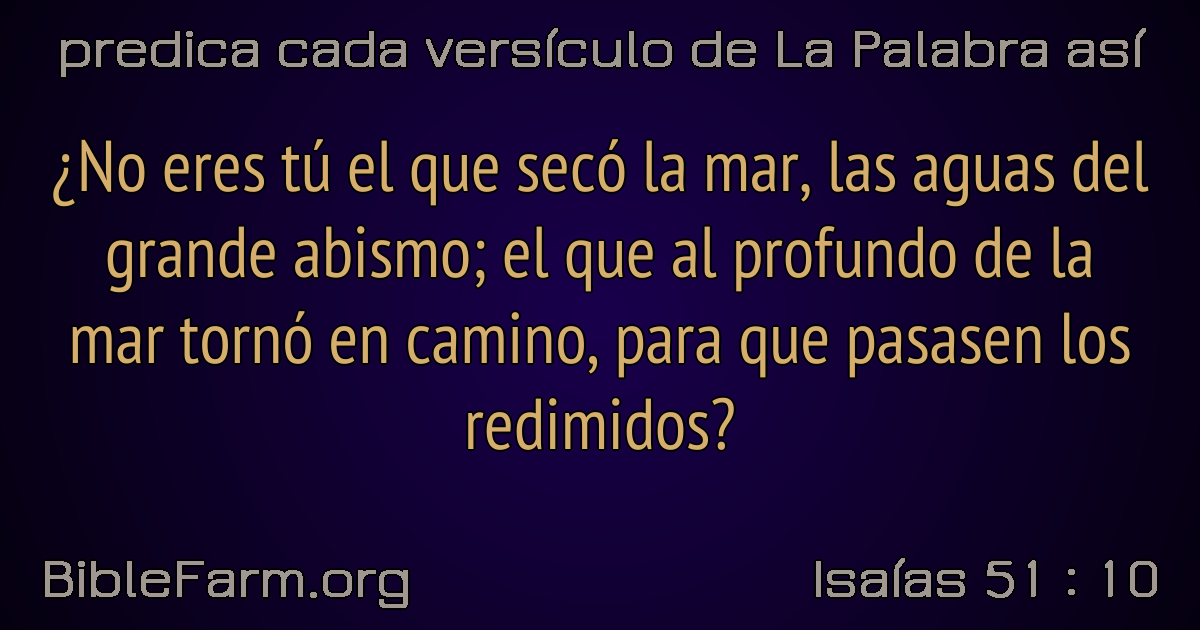 predica cada versículo de La Palabra así
¿No eres tú el que secó la mar, las aguas del
grande abismo; el que al profundo de la
mar tornó en camino, para que pasasen los
redimidos?
BibleFarm.org
Isaías 51 : 10